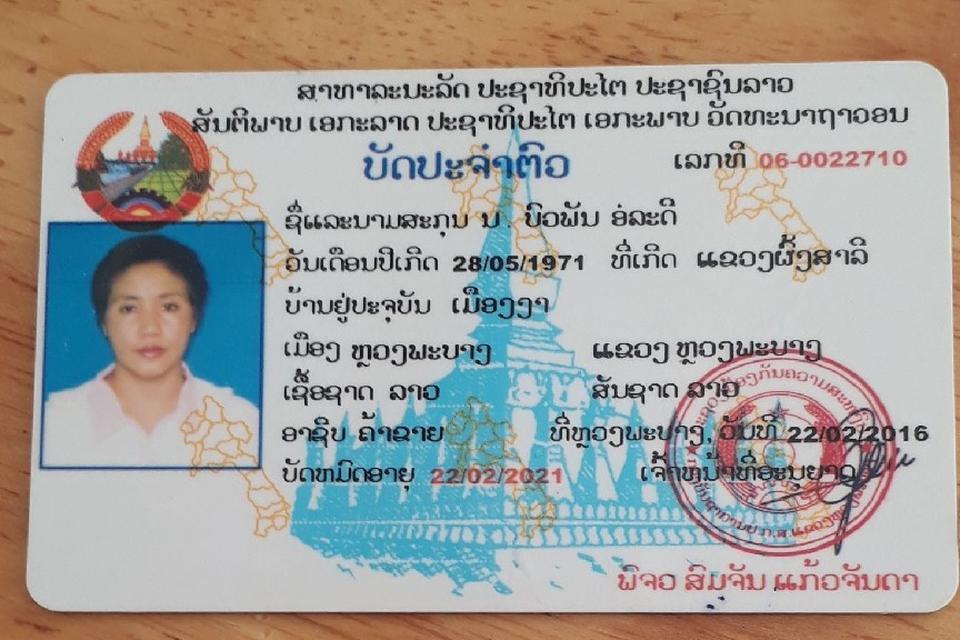 ສາທາລະນະລັດ ປະຊາທິປະໄຕ ປະຊາຊົນລາວ
ສັນຕິພາບ ເອກະລາດ ປະຊາທິປະໄຕ ເອກະພາບ ວັດທະນາຖາວອນ
ບັດປະຈຳຕົວ ເລກທີ 06-0022710
ຊື່ແລະນາມສະກຸນ ນ. ບົວພັນ ອ່ລະດີ
ວັນເດືອນປີເກີດ 28/05/1971 ທີ່ເກີດ ແຂວງຜົ້ງສາລີ
ບ້ານຢູ່ປະຈຸບັນ ເມືອງງາ
ເມືອງ ຫຼວງພະບາງ ແຂວງ ຫຼວງພະບາງ
ເຊື້ອຊາດ ລາວ ສັນຊາດ ລາວ
ອາຊີບ ຄ້າຂາຍ ທີ່ຫຼວງພະບາງ, ວັນທີ 22/02/2016
ບັດຫມົດອາຍຸ 22/02/2021 ເຈົ້າຫນ້າທີ່ອະນຸຍາດ
ພົຈວ ສົມຈັນ ແກ້ວຈັນດາ